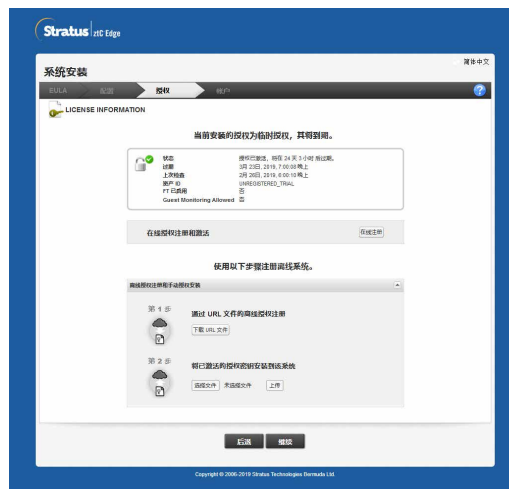 Stratus ztC Edge
简体中文
系统安装
EULA
配置
授权
帐户
LICENSE INFORMATION
当前安装的授权为临时授权，其将到期。
状态 授权已激活，将在 24 天 3 小时 后过期。
过期 3月 23日, 2019, 7:00:08 晚上
上次检查 2月 26日, 2019, 6:00:10 晚上
资产 ID UNREGISTERED_TRIAL
FT 已启用 否
Guest Monitoring Allowed 否
在线授权注册和激活 在线注册
使用以下步骤注册离线系统。
离线授权注册和手动授权安装
第 1 步
通过 URL 文件的离线授权注册
下载 URL 文件
第 2 步
将已激活的授权密钥安装到该系统
选择文件 未选择文件 上传
后退 继续
Copyright © 2006-2019 Stratus Technologies Bermuda Ltd.